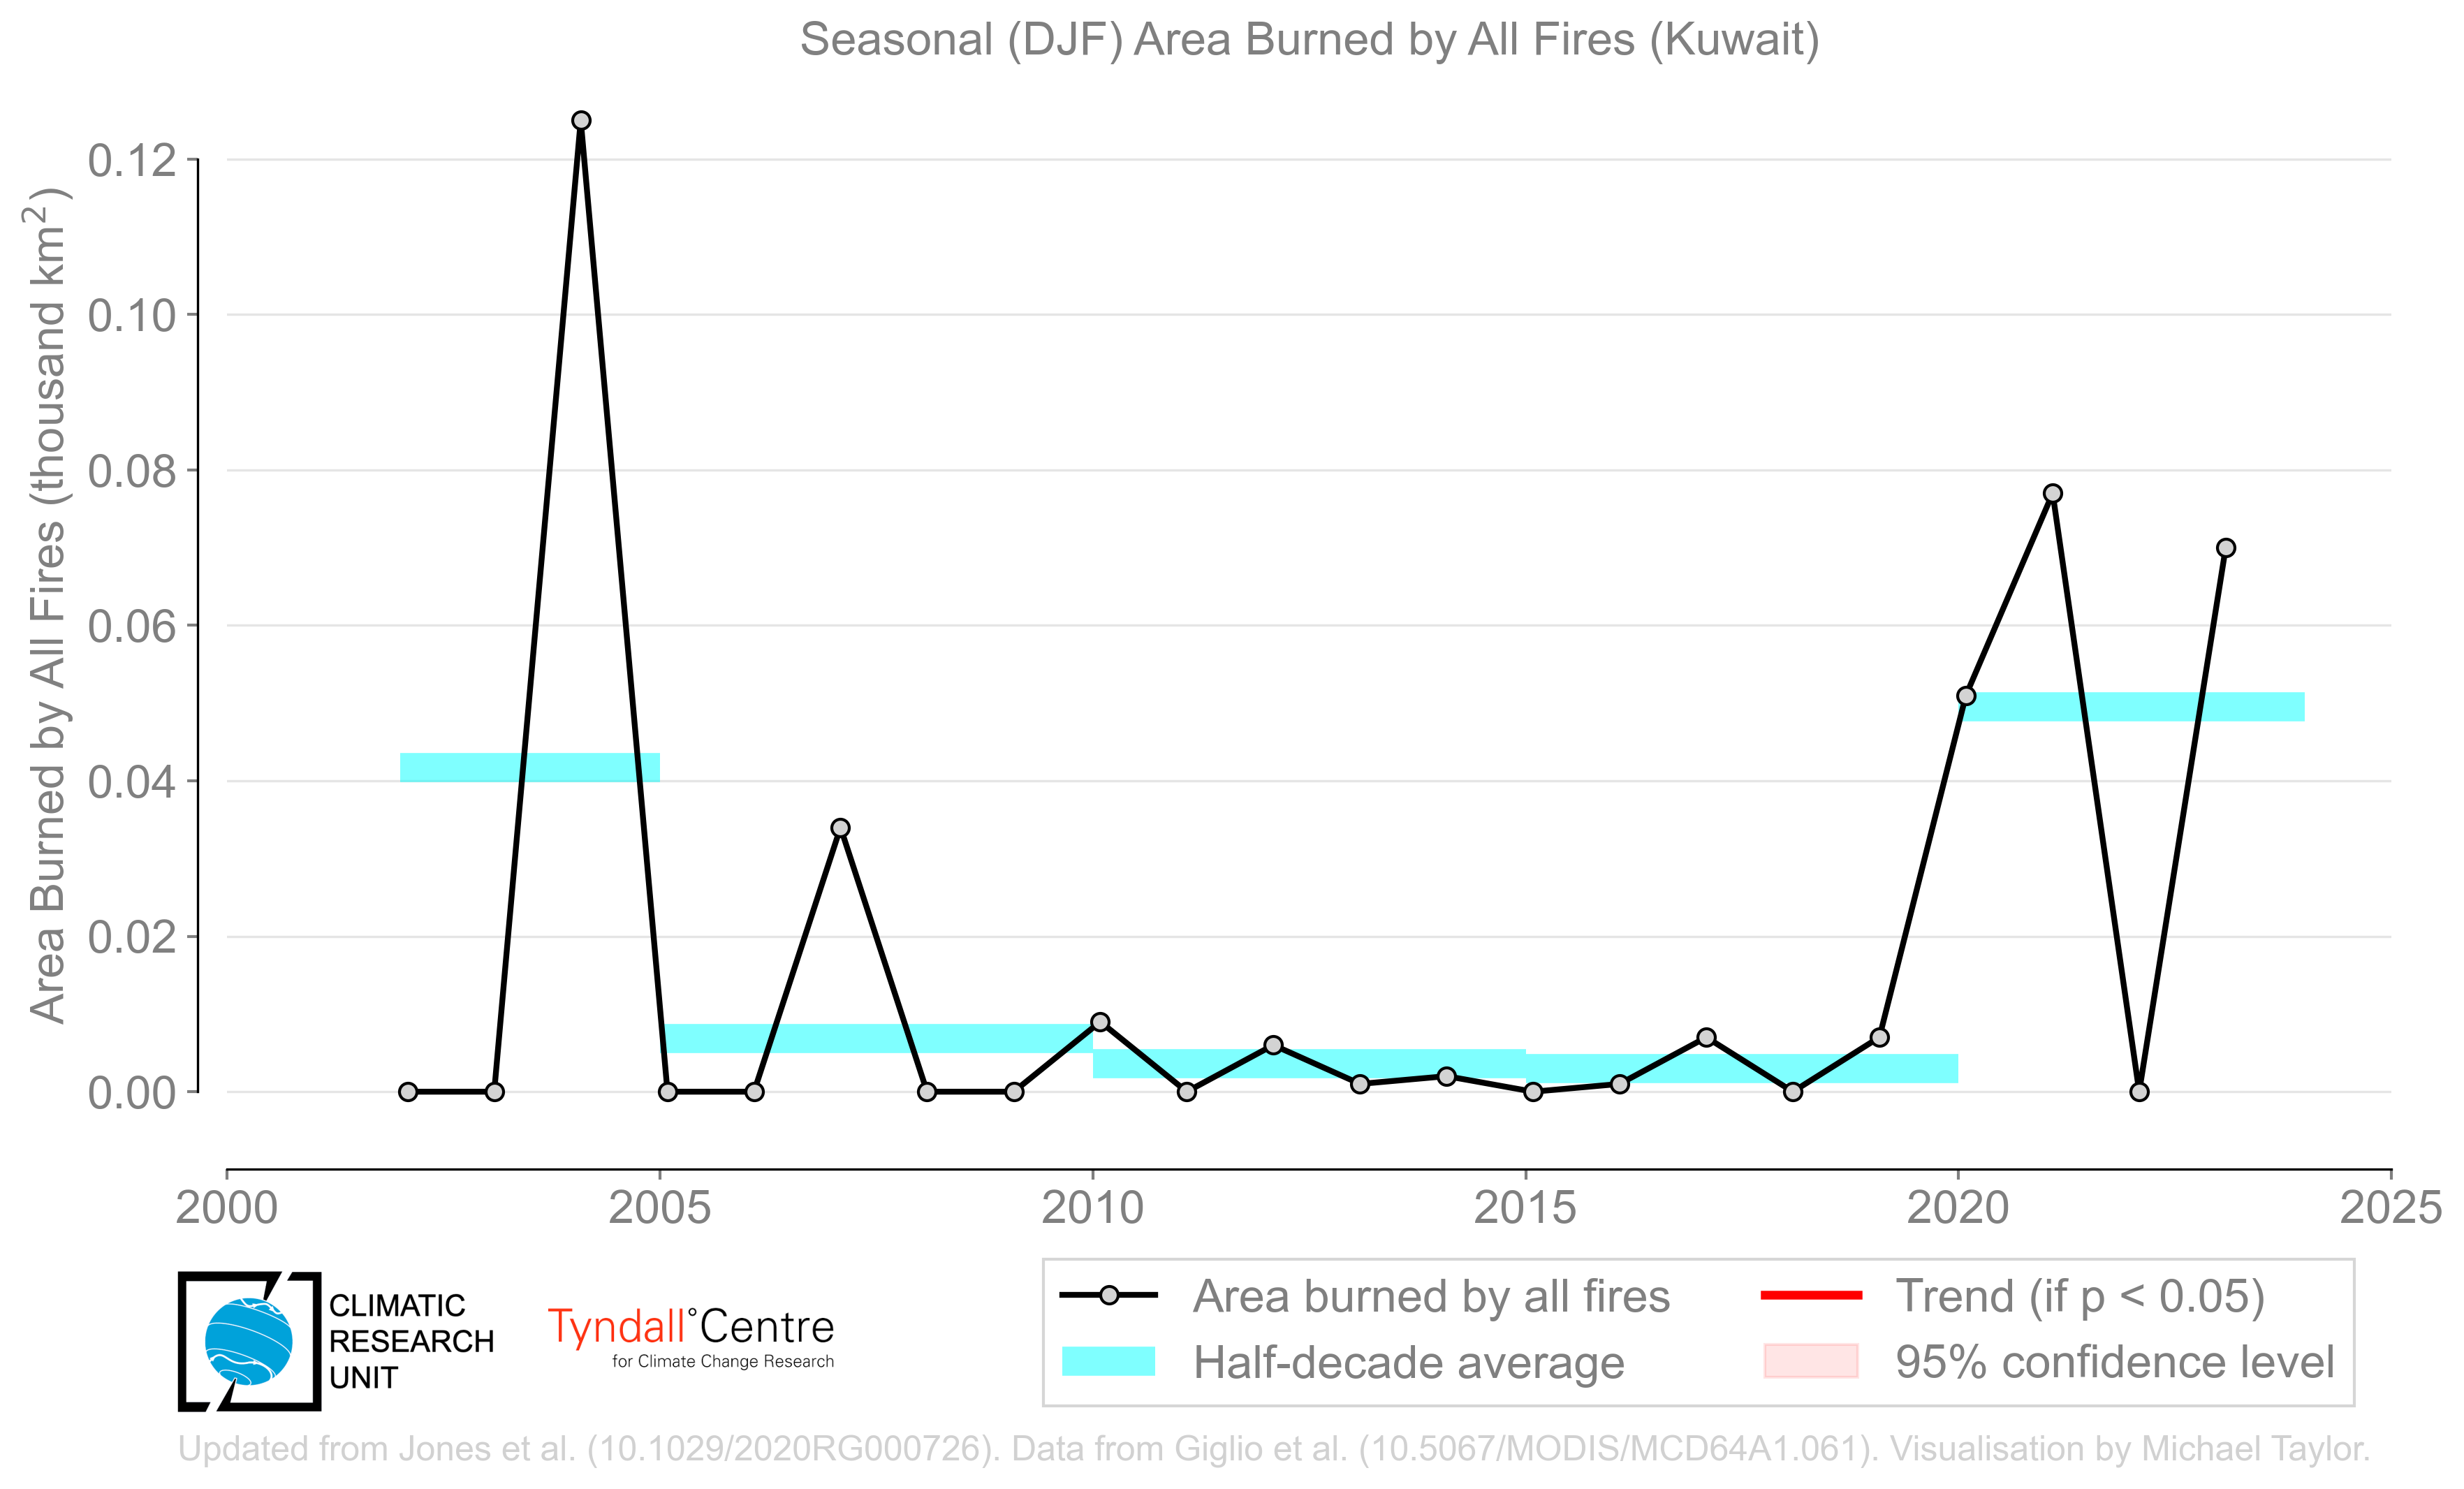 Seasonal (DJF) Area Burned by All Fires (Kuwait)
Area Burned by All Fires (thousand km²)
0.12
0.10
0.08
0.06
0.04
0.02
0.00
2000 2005 2010 2015 2020 2025
CLIMATIC
RESEARCH
UNIT
Tyndall°Centre
for Climate Change Research
Area burned by all fires
Half-decade average
Trend (if p < 0.05)
95% confidence level
Updated from Jones et al. (10.1029/2020RG000726). Data from Giglio et al. (10.5067/MODIS/MCD64A1.061). Visualisation by Michael Taylor.